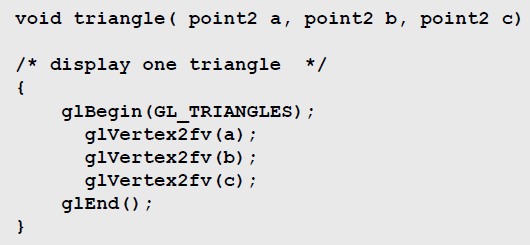 void triangle( point2 a, point2 b, point2 c)
/* display one triangle  */
{
    glBegin(GL_TRIANGLES);
      glVertex2fv(a);
      glVertex2fv(b);
      glVertex2fv(c);
    glEnd();
}